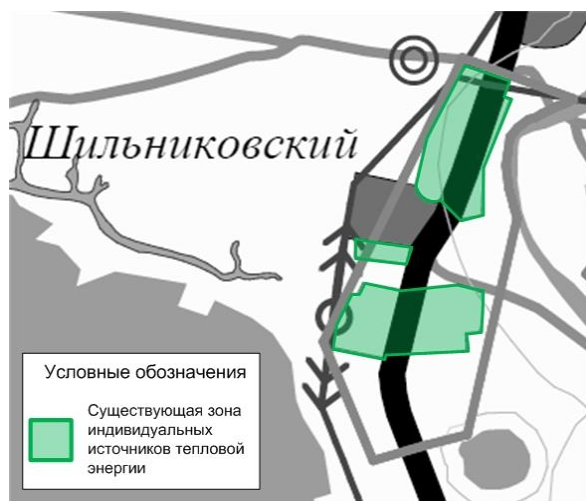 Шильниковский
Условные обозначения
Существующая зона
индивидуальных
источников тепловой
энергии